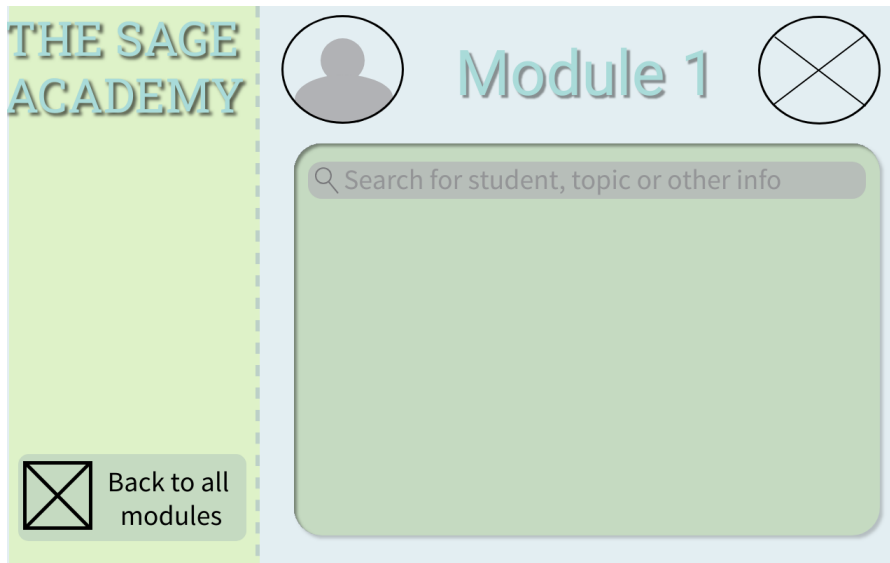 THE SAGE
ACADEMY
Module 1
Search for student, topic or other info
Back to all
modules